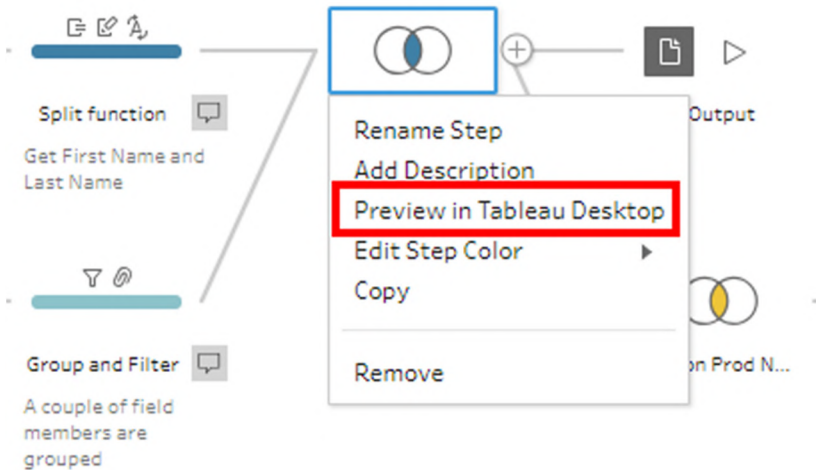 Split function
Get First Name and
Last Name
Rename Step
Add Description
Preview in Tableau Desktop
Edit Step Color
Copy
Remove
Output
Group and Filter
A couple of field
members are
grouped
on Prod N...